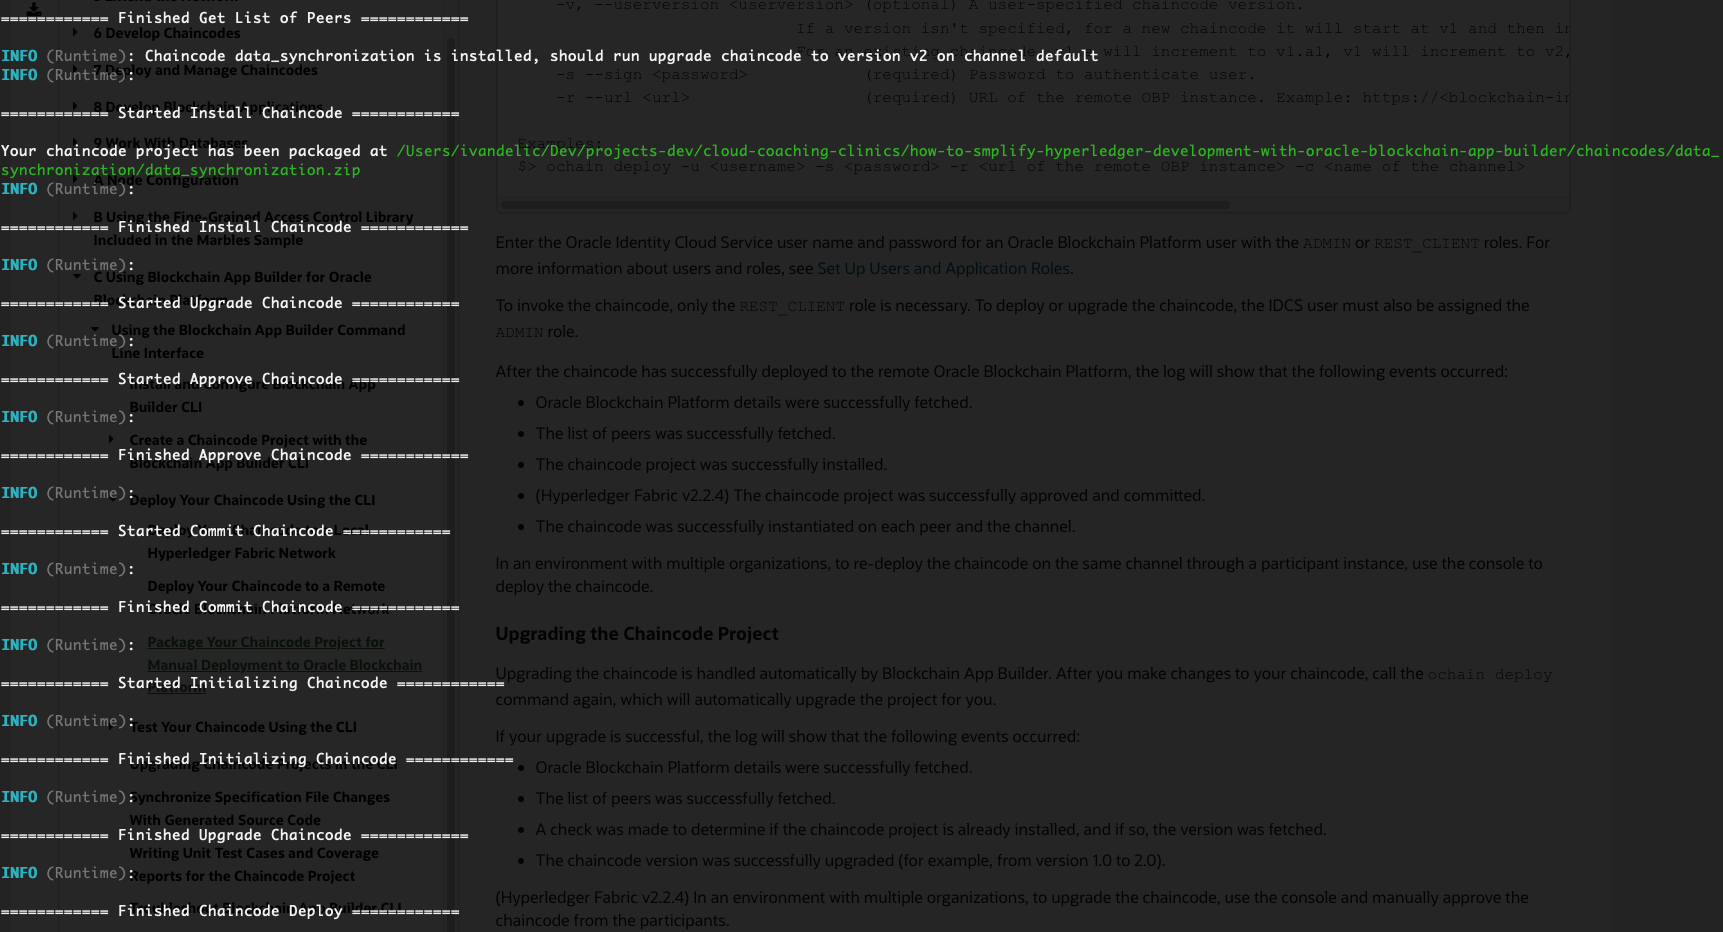 ============ Finished Get List of Peers ============
INFO (Runtime): Chaincode data_synchronization is installed, should run upgrade chaincode to version v2 on channel default
INFO (Runtime):
============ Started Install Chaincode ============
Your chaincode project has been packaged at /Users/ivandelic/Dev/projects-dev/cloud-coaching-clinics/how-to-smplify-hyperledger-development-with-oracle-blockchain-app-builder/chaincodes/data_
synchronization/data_synchronization.zip
INFO (Runtime):
============ Finished Install Chaincode ============
INFO (Runtime):
============ Started Upgrade Chaincode ============
INFO (Runtime):
============ Started Approve Chaincode ============
INFO (Runtime):
============ Finished Approve Chaincode ============
INFO (Runtime):
============ Started Commit Chaincode ============
INFO (Runtime):
============ Finished Commit Chaincode ============
INFO (Runtime):
============ Started Initializing Chaincode ============
INFO (Runtime):
============ Finished Initializing Chaincode ============
INFO (Runtime):
============ Finished Upgrade Chaincode ============
INFO (Runtime):
============ Finished Chaincode Deploy ============
6 Develop Chaincodes
7 Deploy and Manage Chaincodes
8 Develop Blockchain Applications
9 Work With Databases
A Node Configuration
B Using the Fine-Grained Access Control Library
Included in the Marbles Sample
C Using Blockchain App Builder for Oracle
Using the Blockchain App Builder Command
Line Interface
Install and Configure Blockchain App
Builder CLI
Create a Chaincode Project with the
Blockchain App Builder CLI
Deploy Your Chaincode Using the CLI
Hyperledger Fabric Network
Deploy Your Chaincode to a Remote
Package Your Chaincode Project for
Manual Deployment to Oracle Blockchain
Platform
Test Your Chaincode Using the CLI
Upgrading Chaincode Projects in the CLI
Synchronize Specification File Changes
With Generated Source Code
Writing Unit Test Cases and Coverage
Reports for the Chaincode Project
-v, --userversion <userversion> (optional) A user-specified chaincode version.
If a version isn't specified, for a new chaincode it will start at v1 and then in
will increment to v1.a1, v1 will increment to v2,
-s --sign <password> (required) Password to authenticate user.
-r --url <url> (required) URL of the remote OBP instance. Example: https://<blockchain-in
Examples:
$> ochain deploy -u <username> -s <password> -r <url of the remote OBP instance> -c <name of the channel>
Enter the Oracle Identity Cloud Service user name and password for an Oracle Blockchain Platform user with the ADMIN or REST_CLIENT roles. For
more information about users and roles, see Set Up Users and Application Roles.
To invoke the chaincode, only the REST_CLIENT role is necessary. To deploy or upgrade the chaincode, the IDCS user must also be assigned the
ADMIN role.
After the chaincode has successfully deployed to the remote Oracle Blockchain Platform, the log will show that the following events occurred:
• Oracle Blockchain Platform details were successfully fetched.
• The list of peers was successfully fetched.
• The chaincode project was successfully installed.
• (Hyperledger Fabric v2.2.4) The chaincode project was successfully approved and committed.
• The chaincode was successfully instantiated on each peer and the channel.
In an environment with multiple organizations, to re-deploy the chaincode on the same channel through a participant instance, use the console to
deploy the chaincode.
Upgrading the Chaincode Project
Upgrading the chaincode is handled automatically by Blockchain App Builder. After you make changes to your chaincode, call the ochain deploy
command again, which will automatically upgrade the project for you.
If your upgrade is successful, the log will show that the following events occurred:
• Oracle Blockchain Platform details were successfully fetched.
• The list of peers was successfully fetched.
• A check was made to determine if the chaincode project is already installed, and if so, the version was fetched.
• The chaincode version was successfully upgraded (for example, from version 1.0 to 2.0).
(Hyperledger Fabric v2.2.4) In an environment with multiple organizations, to upgrade the chaincode, use the console and manually approve the
chaincode from the participants.